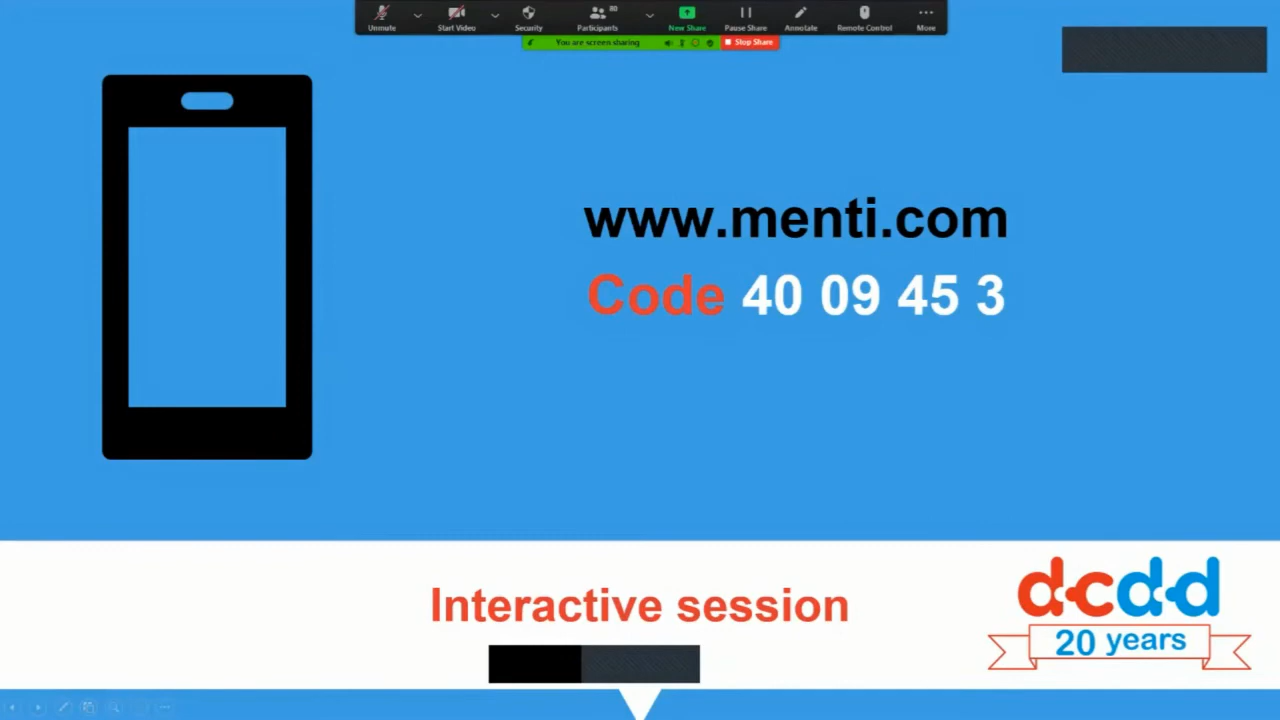 Unmute
Start Video
Security
Participants
80
New Share
Pause Share
Annotate
Remote Control
More
You are screen sharing
Stop Share
www.menti.com
Code 40 09 45 3
Interactive session
dcdd
20 years